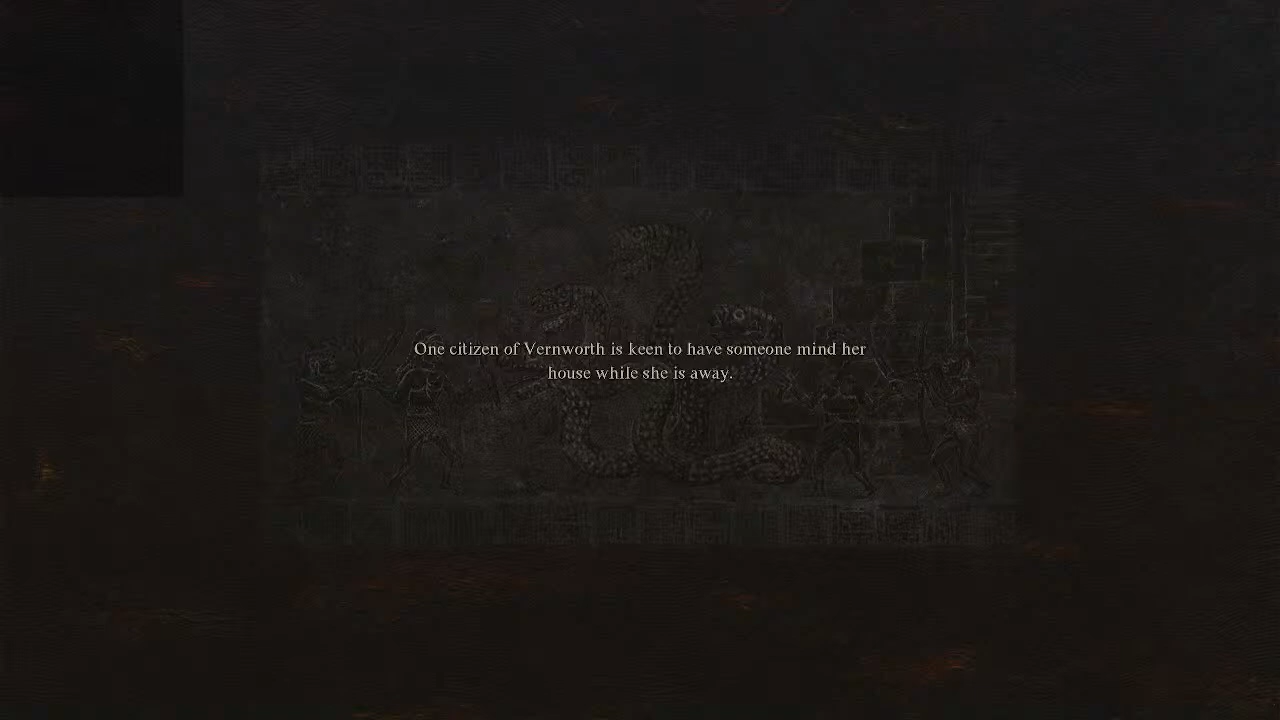 One citizen of Vernworth is keen to have someone mind her
house while she is away.